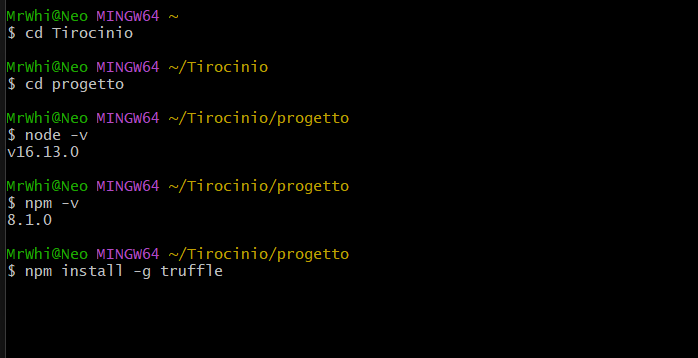 MrWhi@Neo MINGW64 ~
$ cd Tirocinio
MrWhi@Neo MINGW64 ~/Tirocinio
$ cd progetto
MrWhi@Neo MINGW64 ~/Tirocinio/progetto
$ node -v
v16.13.0
MrWhi@Neo MINGW64 ~/Tirocinio/progetto
$ npm -v
8.1.0
MrWhi@Neo MINGW64 ~/Tirocinio/progetto
$ npm install -g truffle